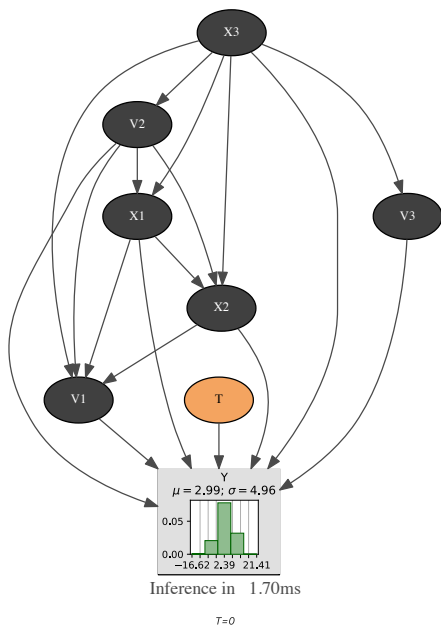 X3
V2
X1
V3
X2
V1
T
Y
μ = 2.99; σ = 4.96
0.05
0.00
−16.62 2.39 21.41
Inference in 1.70ms
T=0